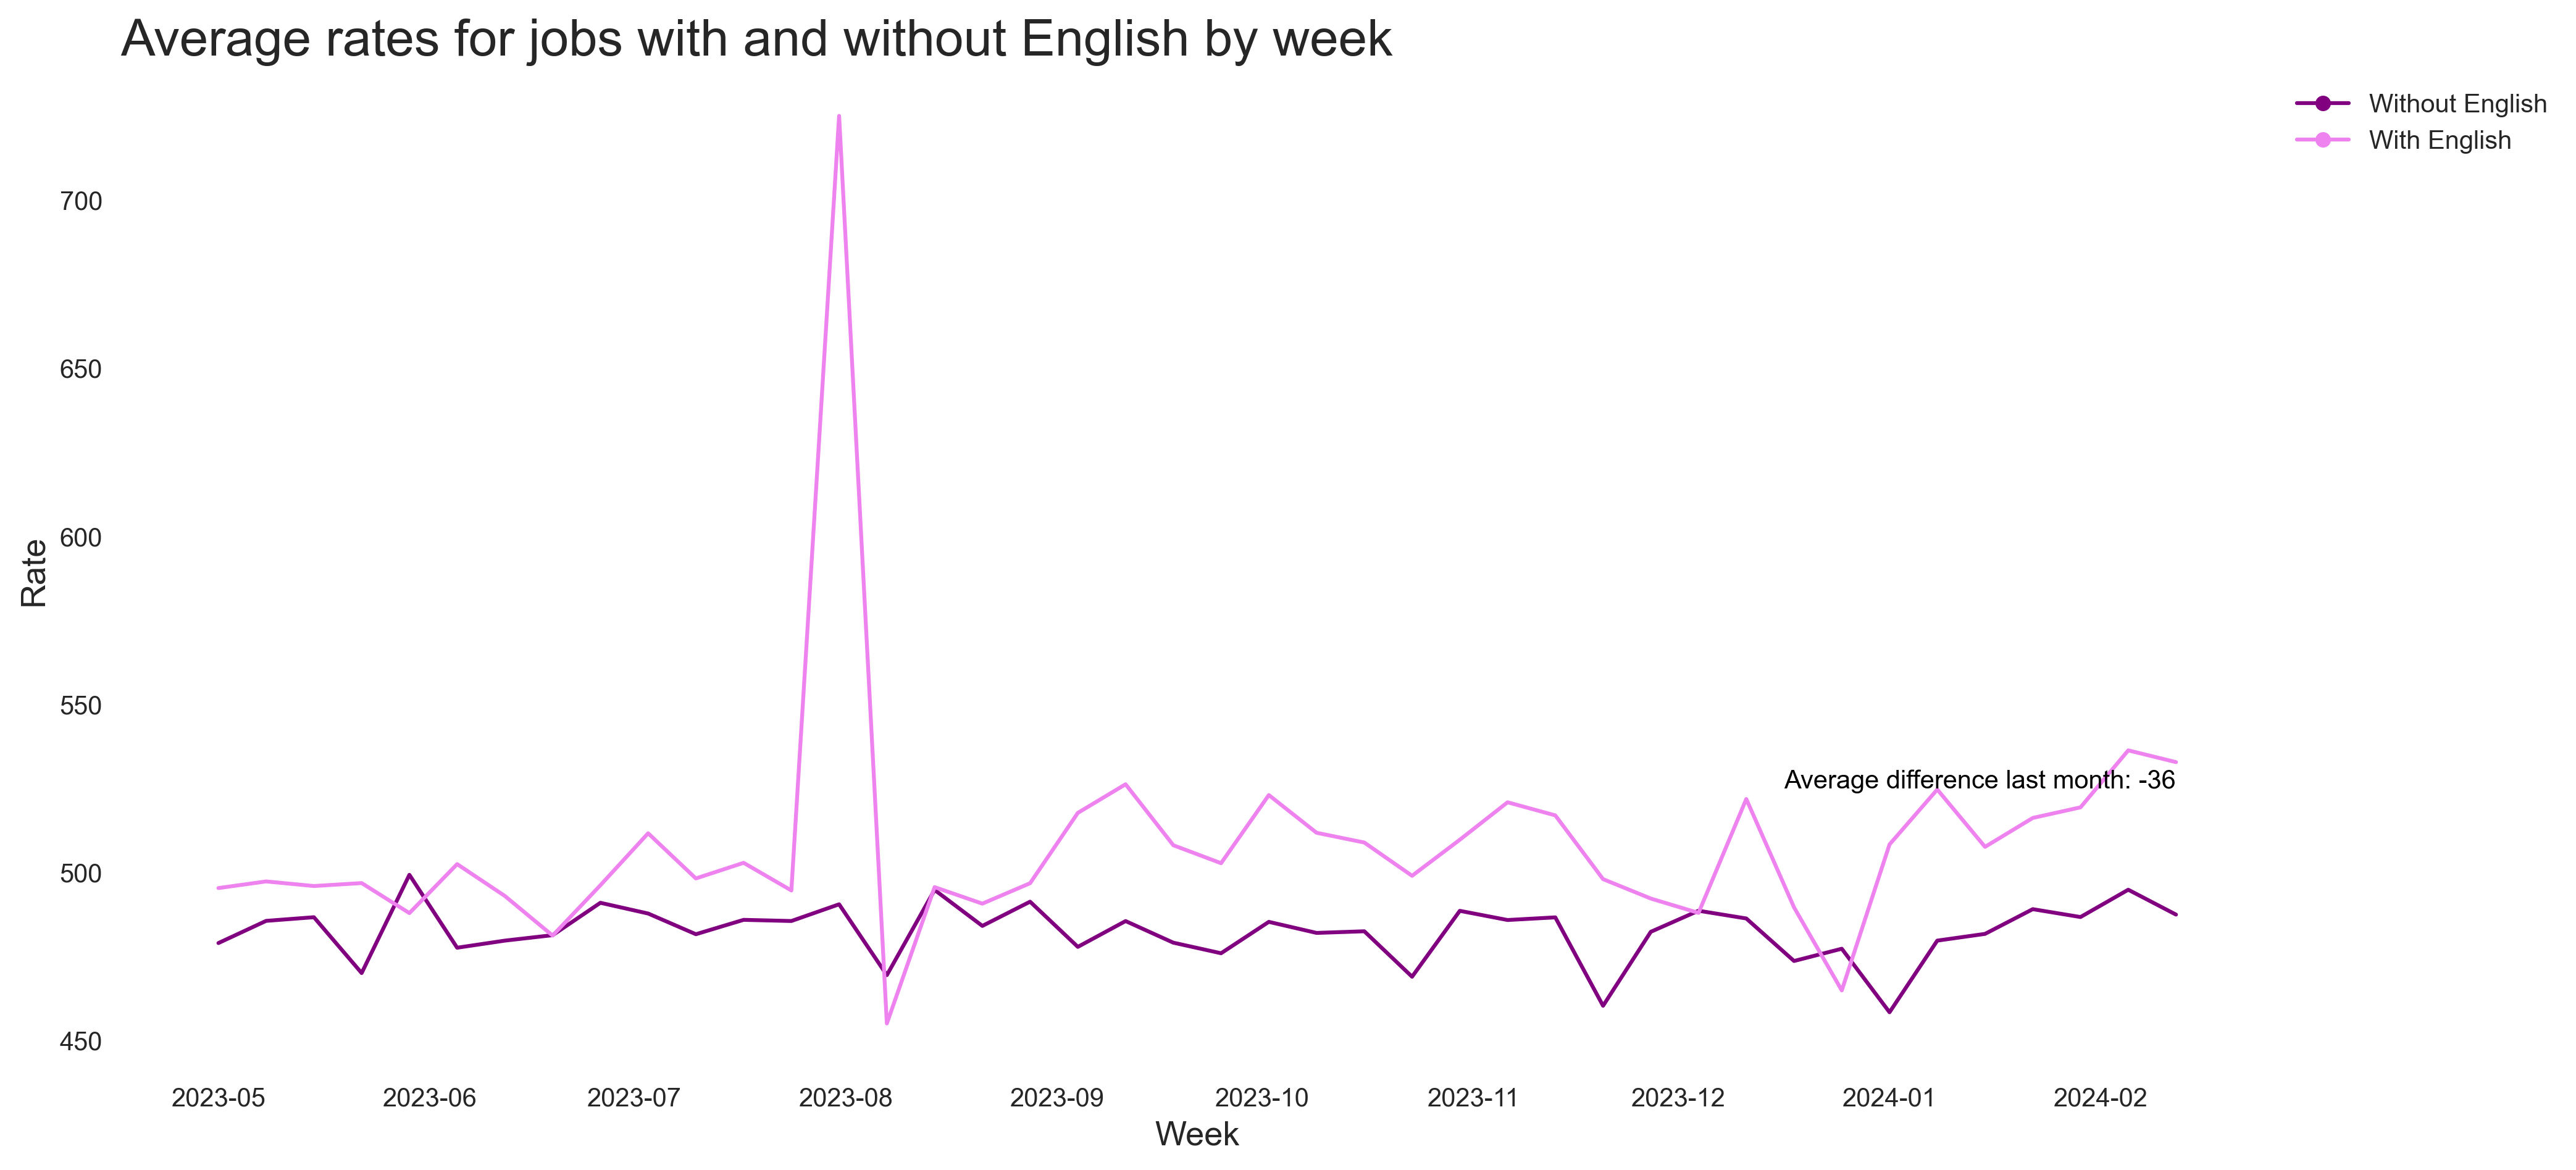 Average rates for jobs with and without English by week
Without English
With English
700
650
600
550
500
450
Rate
Average difference last month: -36
2023-05 2023-06 2023-07 2023-08 2023-09 2023-10 2023-11 2023-12 2024-01 2024-02
Week